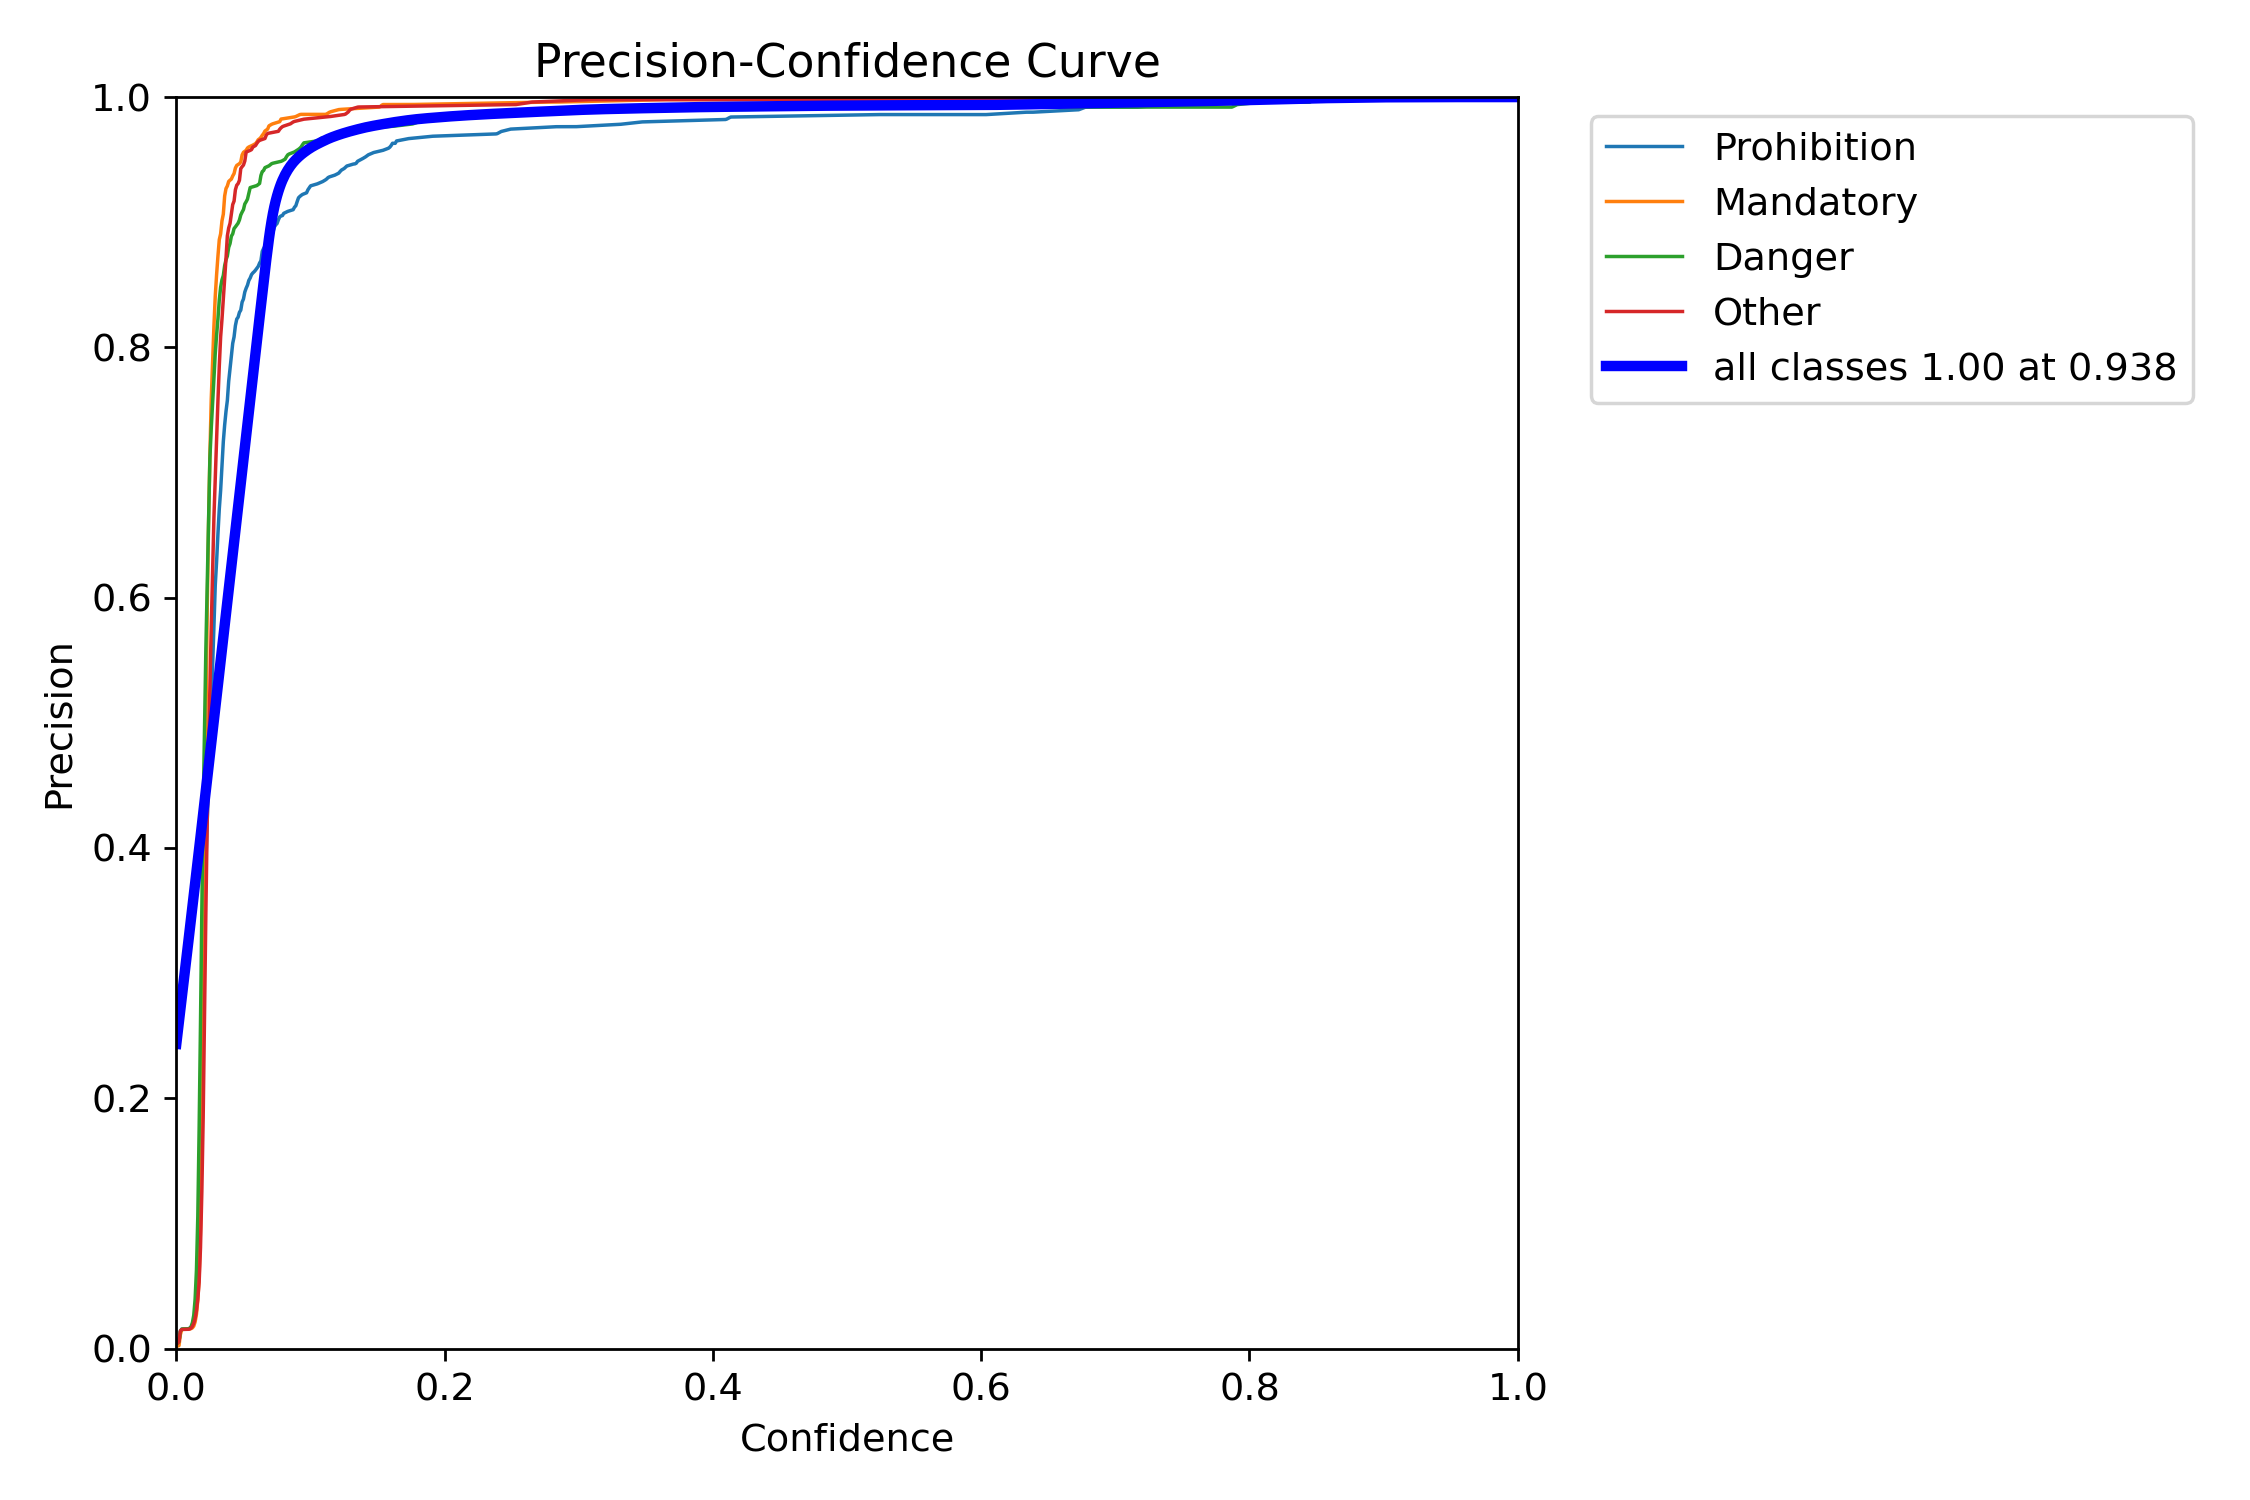 Precision-Confidence Curve
1.0
0.8
0.6
0.4
0.2
0.0
Precision
0.0 0.2 0.4 0.6 0.8 1.0
Confidence
Prohibition
Mandatory
Danger
Other
all classes 1.00 at 0.938